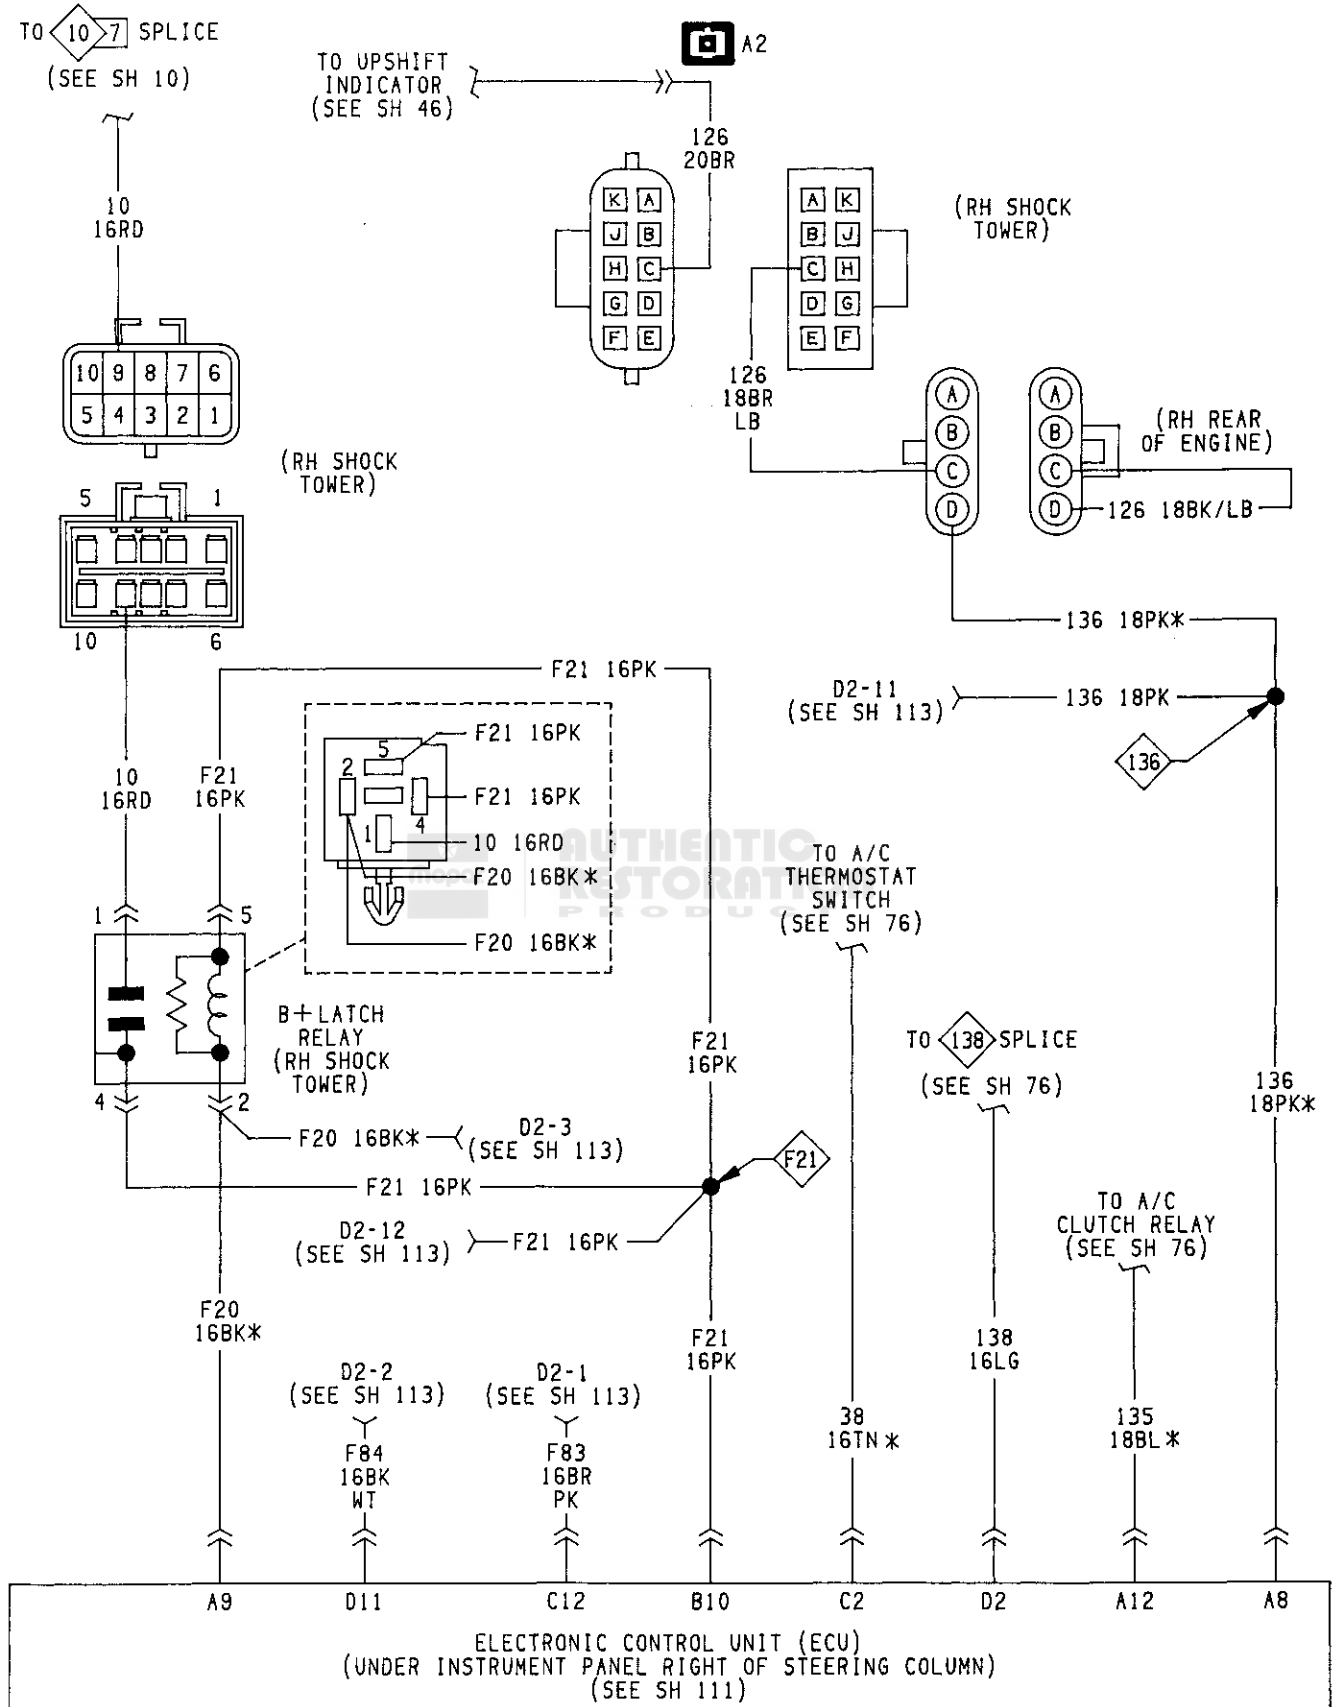 TO 10 7 SPLICE
(SEE SH 10)
TO UPSHIFT
INDICATOR
(SEE SH 46)
A2
126
20BR
10
16RD
K A
J B
H C
G D
F E
A K
B J
C H
D G
E F
(RH SHOCK
TOWER)
10 9 8 7 6
5 4 3 2 1
(RH SHOCK
TOWER)
126
18BR
LB
A
B
C
D
A
B
C
D
(RH REAR
OF ENGINE)
126 18BK/LB
5 1
10 6
136 18PK*
F21 16PK
D2-11
(SEE SH 113)
136 18PK
136
10
16RD
F21
16PK
5
2
4
1
F21 16PK
F21 16PK
10 16RD
F20 16BK*
F20 16BK*
mopar
AUTHENTIC
RESTORATION
PRODUC
TO A/C
THERMOSTAT
SWITCH
(SEE SH 76)
1 5
B+LATCH
RELAY
(RH SHOCK
TOWER)
4 2
F21
16PK
TO 138 SPLICE
(SEE SH 76)
136
18PK*
F20 16BK*
D2-3
(SEE SH 113)
F21
F21 16PK
D2-12
(SEE SH 113)
F21 16PK
TO A/C
CLUTCH RELAY
(SEE SH 76)
F20
16BK*
F21
16PK
138
16LG
D2-2
(SEE SH 113)
D2-1
(SEE SH 113)
F84
16BK
WT
F83
16BR
PK
38
16TN*
135
18BL*
A9 D11 C12 B10 C2 D2 A12 A8
ELECTRONIC CONTROL UNIT (ECU)
(UNDER INSTRUMENT PANEL RIGHT OF STEERING COLUMN)
(SEE SH 111)